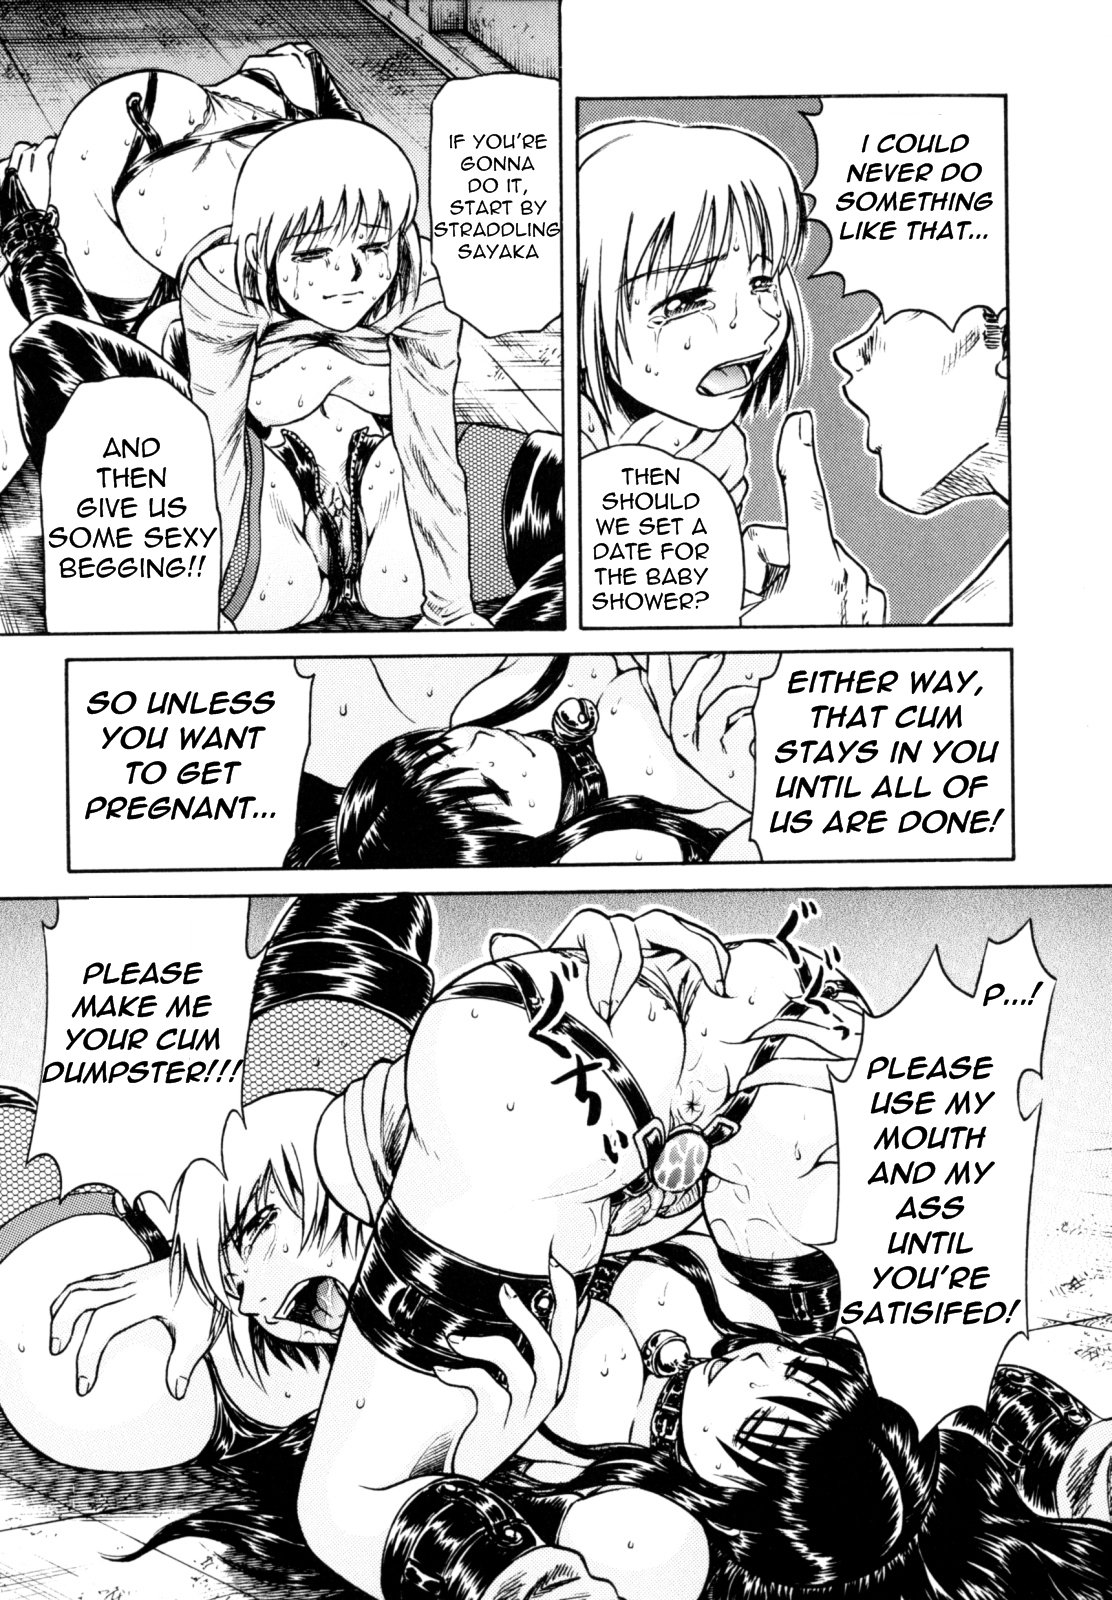 I COULD
NEVER DO
SOMETHING
LIKE THAT...
THEN
SHOULD
WE SET A
DATE FOR
THE BABY
SHOWER?
IF YOU'RE
GONNA
DO IT,
START BY
STRADDLING
SAYAKA
AND
THEN
GIVE US
SOME SEXY
BEGGING!!
EITHER WAY,
THAT CUM
STAYS IN YOU
UNTIL ALL OF
US ARE DONE!
SO UNLESS
YOU WANT
TO GET
PREGNANT...
P...!
PLEASE
USE MY
MOUTH
AND MY
ASS
UNTIL
YOU'RE
SATISIFED!
PLEASE
MAKE ME
YOUR CUM
DUMPSTER!!!